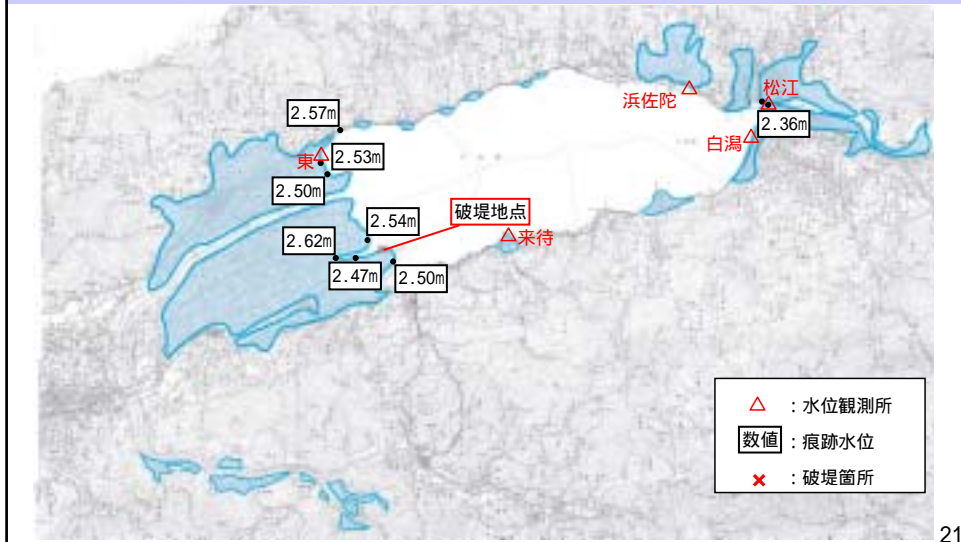 浜佐陀
松江
2.57m
2.36m
白潟
東
2.53m
2.50m
破堤地点
2.54m
来待
2.62m
2.47m
2.50m
△ : 水位観測所
数値 : 痕跡水位
× : 破堤箇所
21